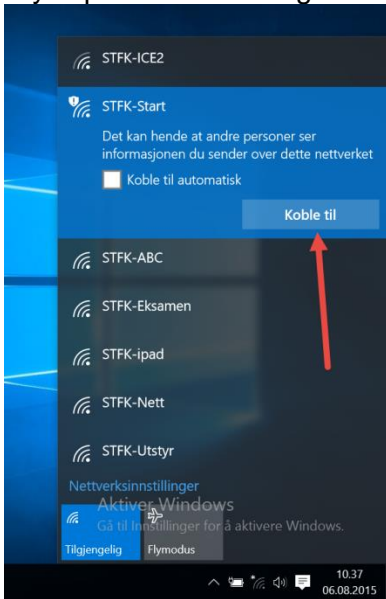 STFK-ICE2
STFK-Start
Det kan hende at andre personer ser
informasjonen du sender over dette nettverket
Koble til automatisk
Koble til
STFK-ABC
STFK-Eksamen
STFK-ipad
STFK-Nett
STFK-Utstyr
Nettverksinnstillinger
Aktiver Windows
Gå til Innstillinger for å aktivere Windows.
Tilgjengelig Flymodus
10.37
06.08.2015